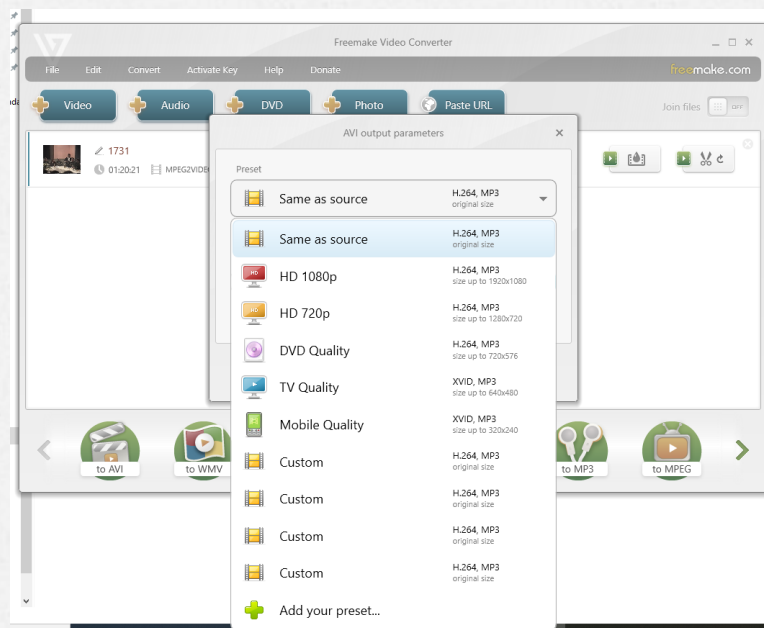 Freemake Video Converter
File Edit Convert Activate Key Help Donate
freemake.com
Video Audio DVD Photo Paste URL
Join files OFF
AVI output parameters
1731
01:20:21 MPEG2VIDE
Preset
Same as source H.264, MP3
original size
Same as source H.264, MP3
original size
HD 1080p H.264, MP3
size up to 1920x1080
HD 720p H.264, MP3
size up to 1280x720
DVD Quality H.264, MP3
size up to 720x576
TV Quality XVID, MP3
size up to 640x480
Mobile Quality XVID, MP3
size up to 320x240
Custom H.264, MP3
original size
Custom H.264, MP3
original size
Custom H.264, MP3
original size
Custom H.264, MP3
original size
Add your preset...
to AVI to WMV to MP3 to MPEG